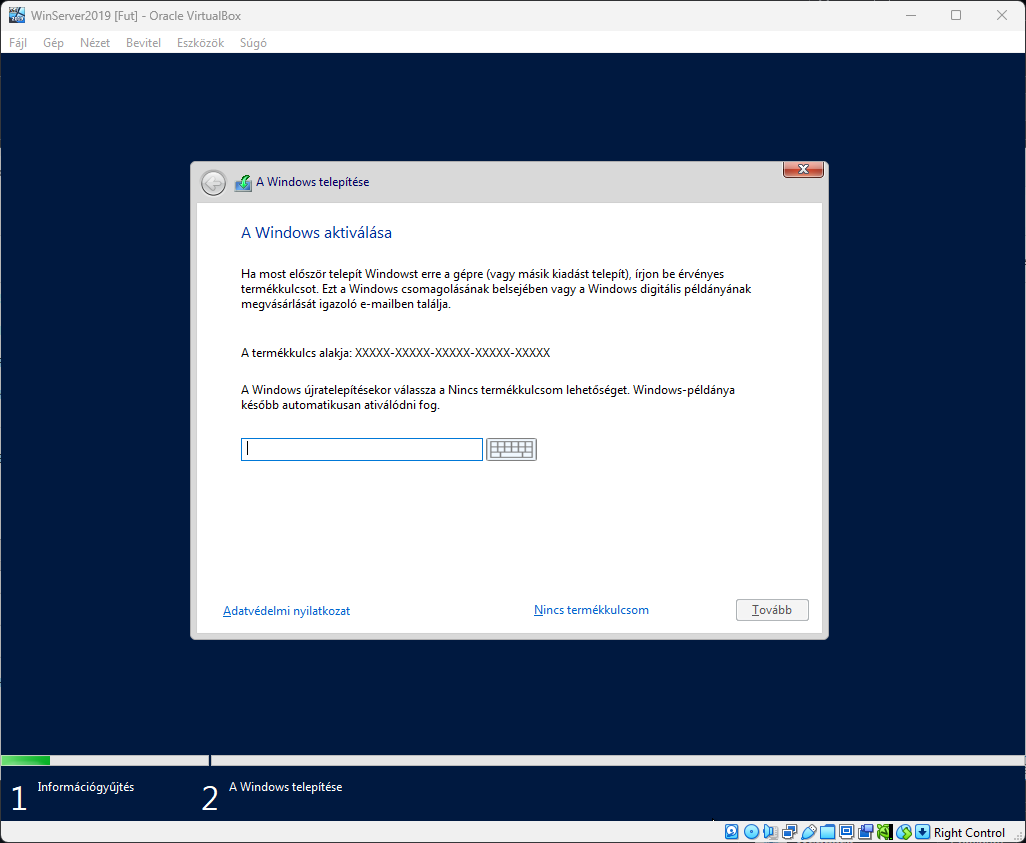 WinServer2019 [Fut] - Oracle VirtualBox
Fájl Gép Nézet Bevitel Eszközök Súgó
A Windows telepítése
A Windows aktiválása
Ha most először telepít Windowst erre a gépre (vagy másik kiadást telepít), írjon be érvényes
termékkulcsot. Ezt a Windows csomagolásának belsejében vagy a Windows digitális példányának
megvásárlását igazoló e-mailben találja.
A termékkulcs alakja: XXXXX-XXXXX-XXXXX-XXXXX-XXXXX
A Windows újratelepítésekor válassza a Nincs termékkulcsom lehetőséget. Windows-példánya
később automatikusan ativálódni fog.
Adatvédelmi nyilatkozat Nincs termékkulcsom Tovább
1 Információgyűjtés 2 A Windows telepítése
Right Control